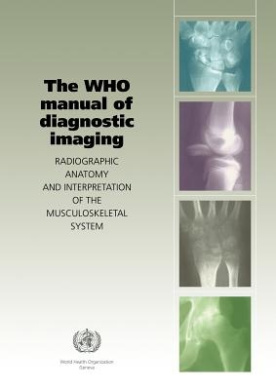 The WHO
manual of
diagnostic
imaging
RADIOGRAPHIC
ANATOMY
AND INTERPRETATION
OF THE
MUSCULOSKELETAL
SYSTEM
World Health Organization
Geneva